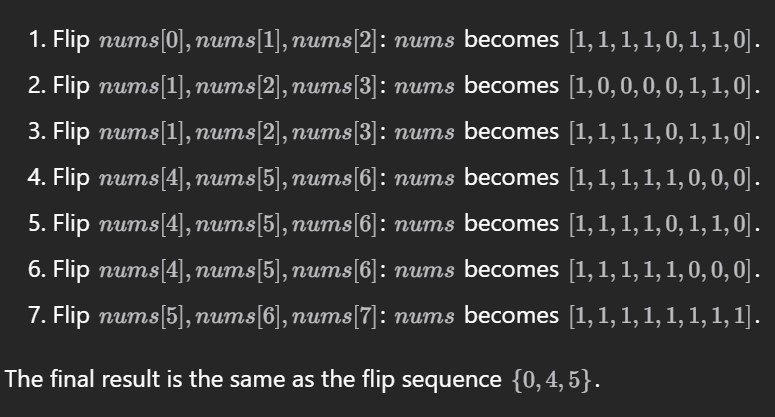 1. Flip nums[0], nums[1], nums[2]: nums becomes [1, 1, 1, 1, 0, 1, 1, 0].
2. Flip nums[1], nums[2], nums[3]: nums becomes [1, 0, 0, 0, 0, 1, 1, 0].
3. Flip nums[1], nums[2], nums[3]: nums becomes [1, 1, 1, 1, 0, 1, 1, 0].
4. Flip nums[4], nums[5], nums[6]: nums becomes [1, 1, 1, 1, 1, 0, 0, 0].
5. Flip nums[4], nums[5], nums[6]: nums becomes [1, 1, 1, 1, 0, 1, 1, 0].
6. Flip nums[4], nums[5], nums[6]: nums becomes [1, 1, 1, 1, 1, 0, 0, 0].
7. Flip nums[5], nums[6], nums[7]: nums becomes [1, 1, 1, 1, 1, 1, 1, 1].
The final result is the same as the flip sequence {0, 4, 5}.